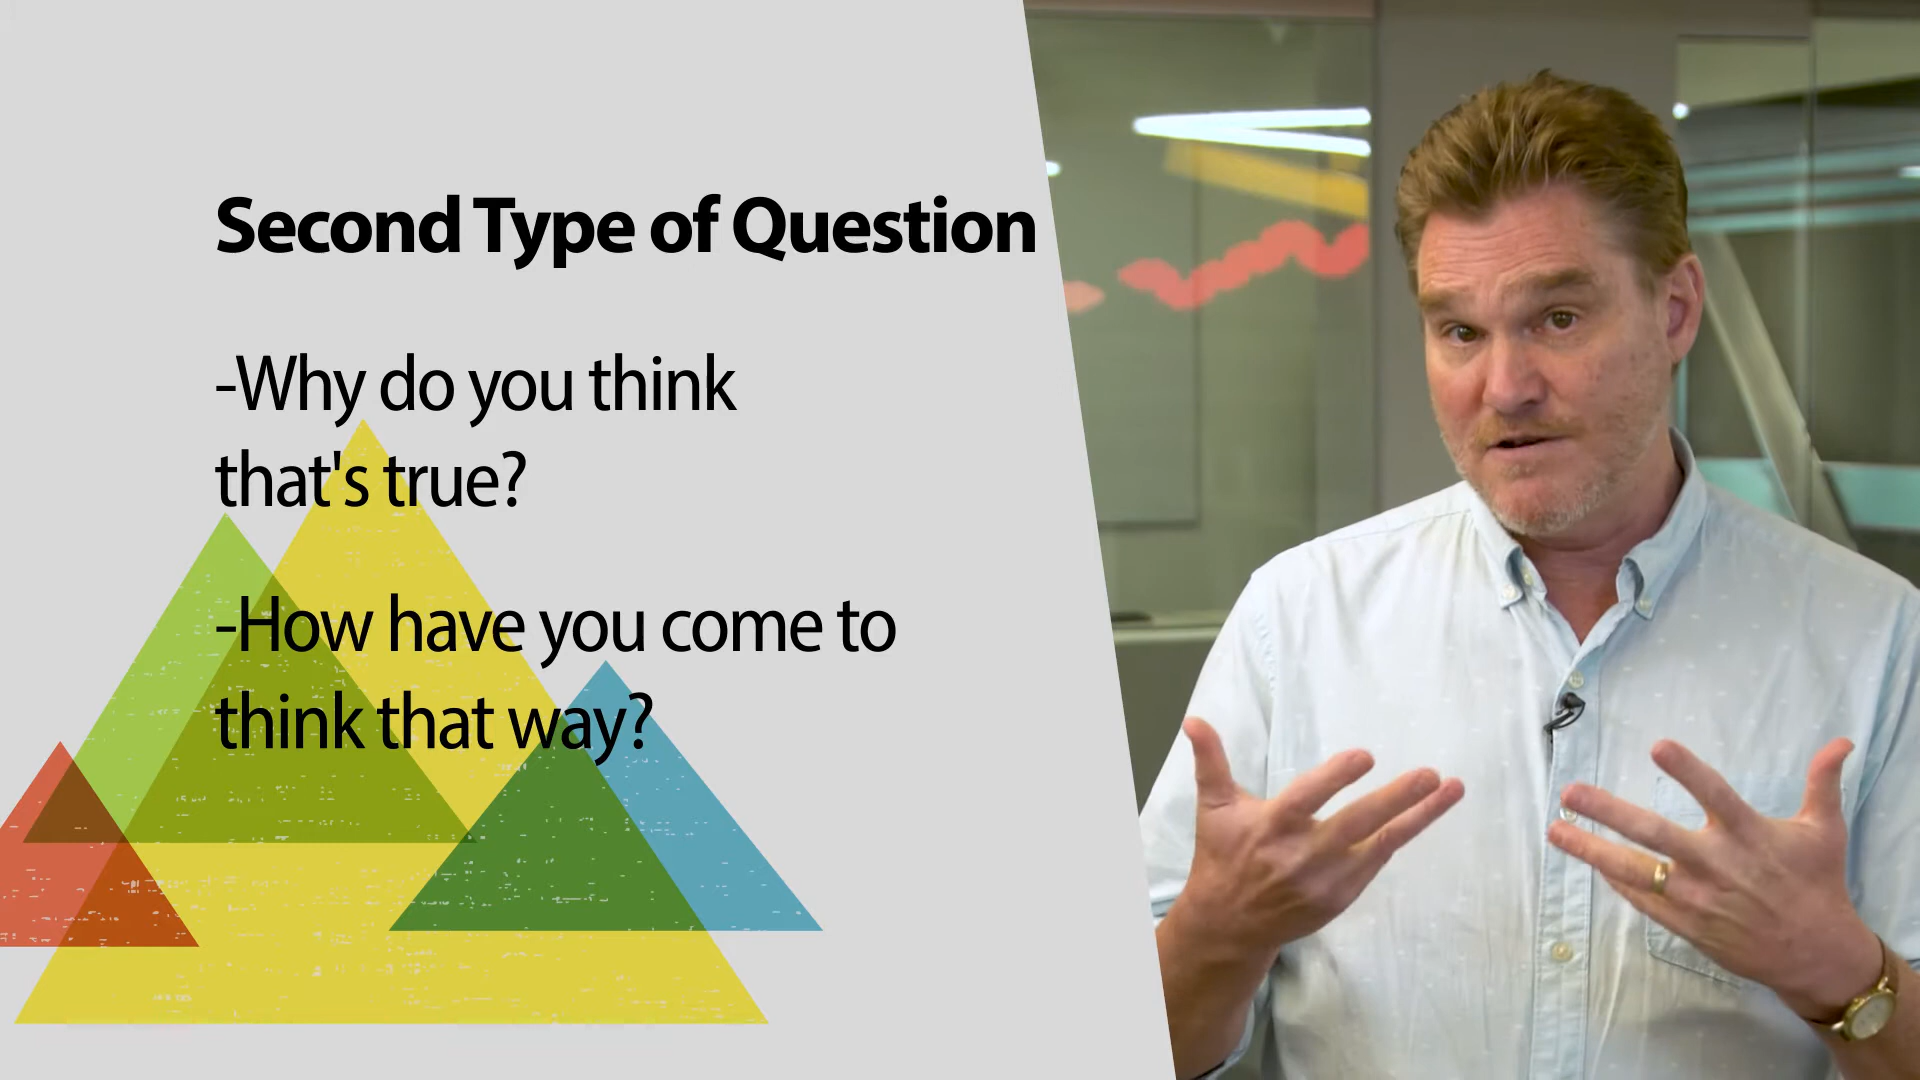 Second Type of Question
-Why do you think
that's true?
-How have you come to
think that way?